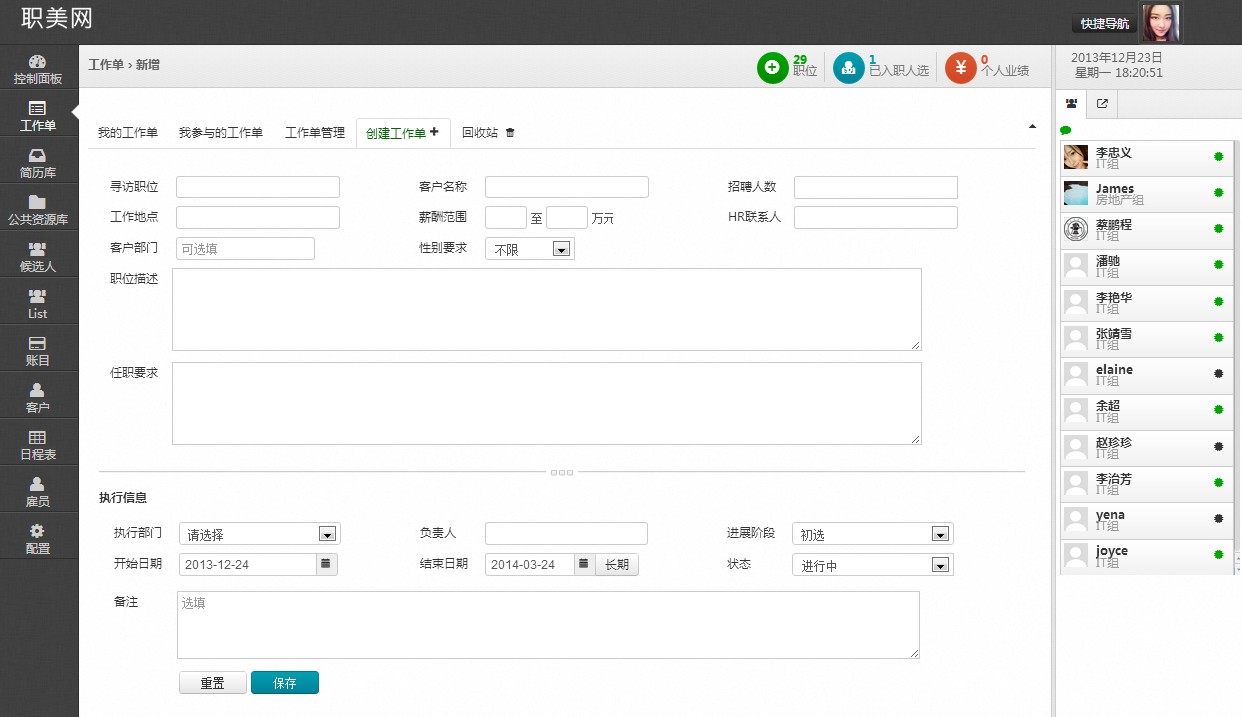 职美网
快捷导航
控制面板
工作单
简历库
公共资源库
候选人
List
账目
客户
日程表
雇员
配置
工作单 › 新增
29
职位
1
已入职人选
0
个人业绩
我的工作单 我参与的工作单 工作单管理 创建工作单 回收站
寻访职位 客户名称 招聘人数
工作地点 薪酬范围 至 万元 HR联系人
客户部门 可选填 性别要求 不限
职位描述
任职要求
执行信息
执行部门 请选择 负责人 进展阶段 初选
开始日期 2013-12-24 结束日期 2014-03-24 长期 状态 进行中
备注 选填
重置 保存
2013年12月23日
星期一 18:20:51
李忠义
IT组
James
房地产组
蔡鹏程
IT组
潘驰
IT组
李艳华
IT组
张靖雪
IT组
elaine
IT组
余超
IT组
赵珍珍
IT组
李治芳
IT组
yena
IT组
joyce
IT组